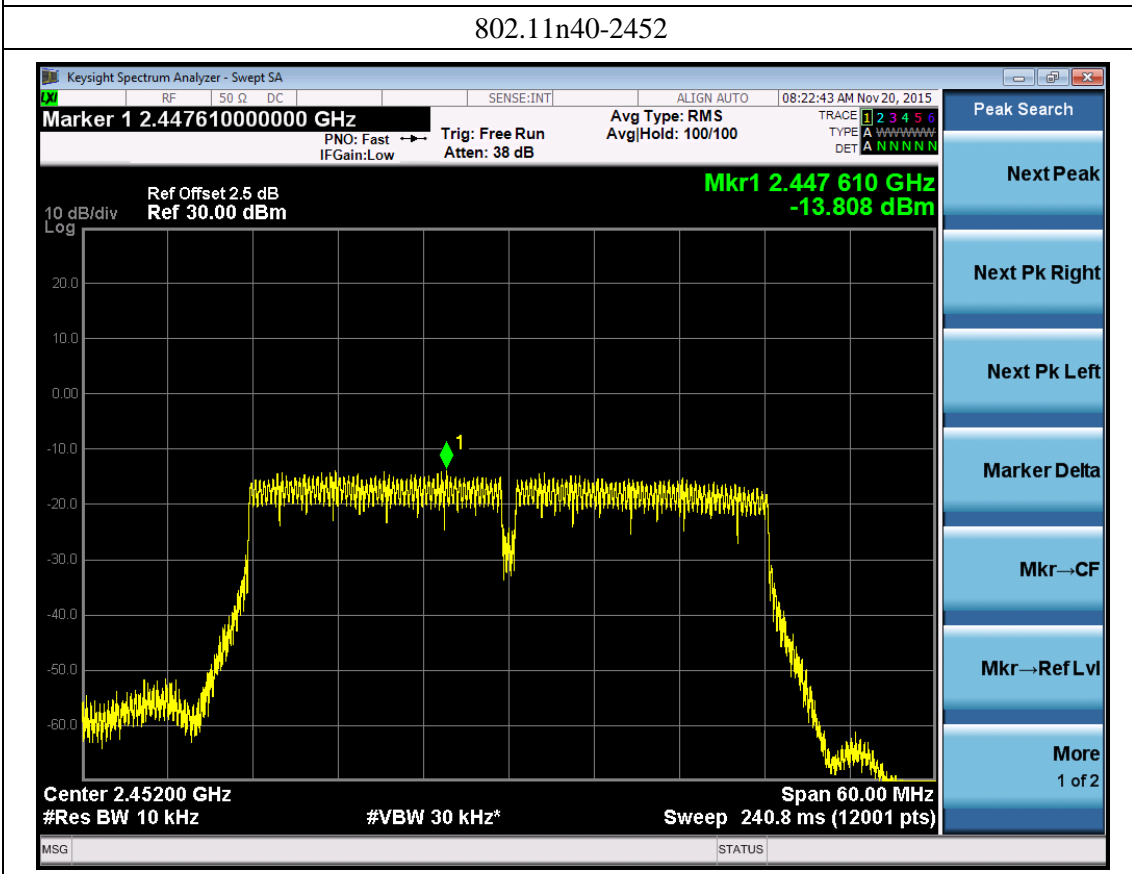 802.11n40-2452
Keysight Spectrum Analyzer - Swept SA
LXI RF 50 Ω DC SENSE:INT ALIGN AUTO 08:22:43 AM Nov 20, 2015
Marker 1 2.447610000000 GHz
PNO: Fast
IFGain:Low
Trig: Free Run
Atten: 38 dB
Avg Type: RMS
Avg|Hold: 100/100
TRACE 1 2 3 4 5 6
TYPE A WWWWW
DET A N N N N N
Peak Search
Mkr1 2.447 610 GHz
-13.808 dBm
Ref Offset 2.5 dB
10 dB/div Ref 30.00 dBm
Log
20.0
10.0
0.00
-10.0
-20.0
-30.0
-40.0
-50.0
-60.0
1
Center 2.45200 GHz Span 60.00 MHz
#Res BW 10 kHz #VBW 30 kHz* Sweep 240.8 ms (12001 pts)
MSG STATUS
Next Peak
Next Pk Right
Next Pk Left
Marker Delta
Mkr→CF
Mkr→Ref Lvl
More
1 of 2